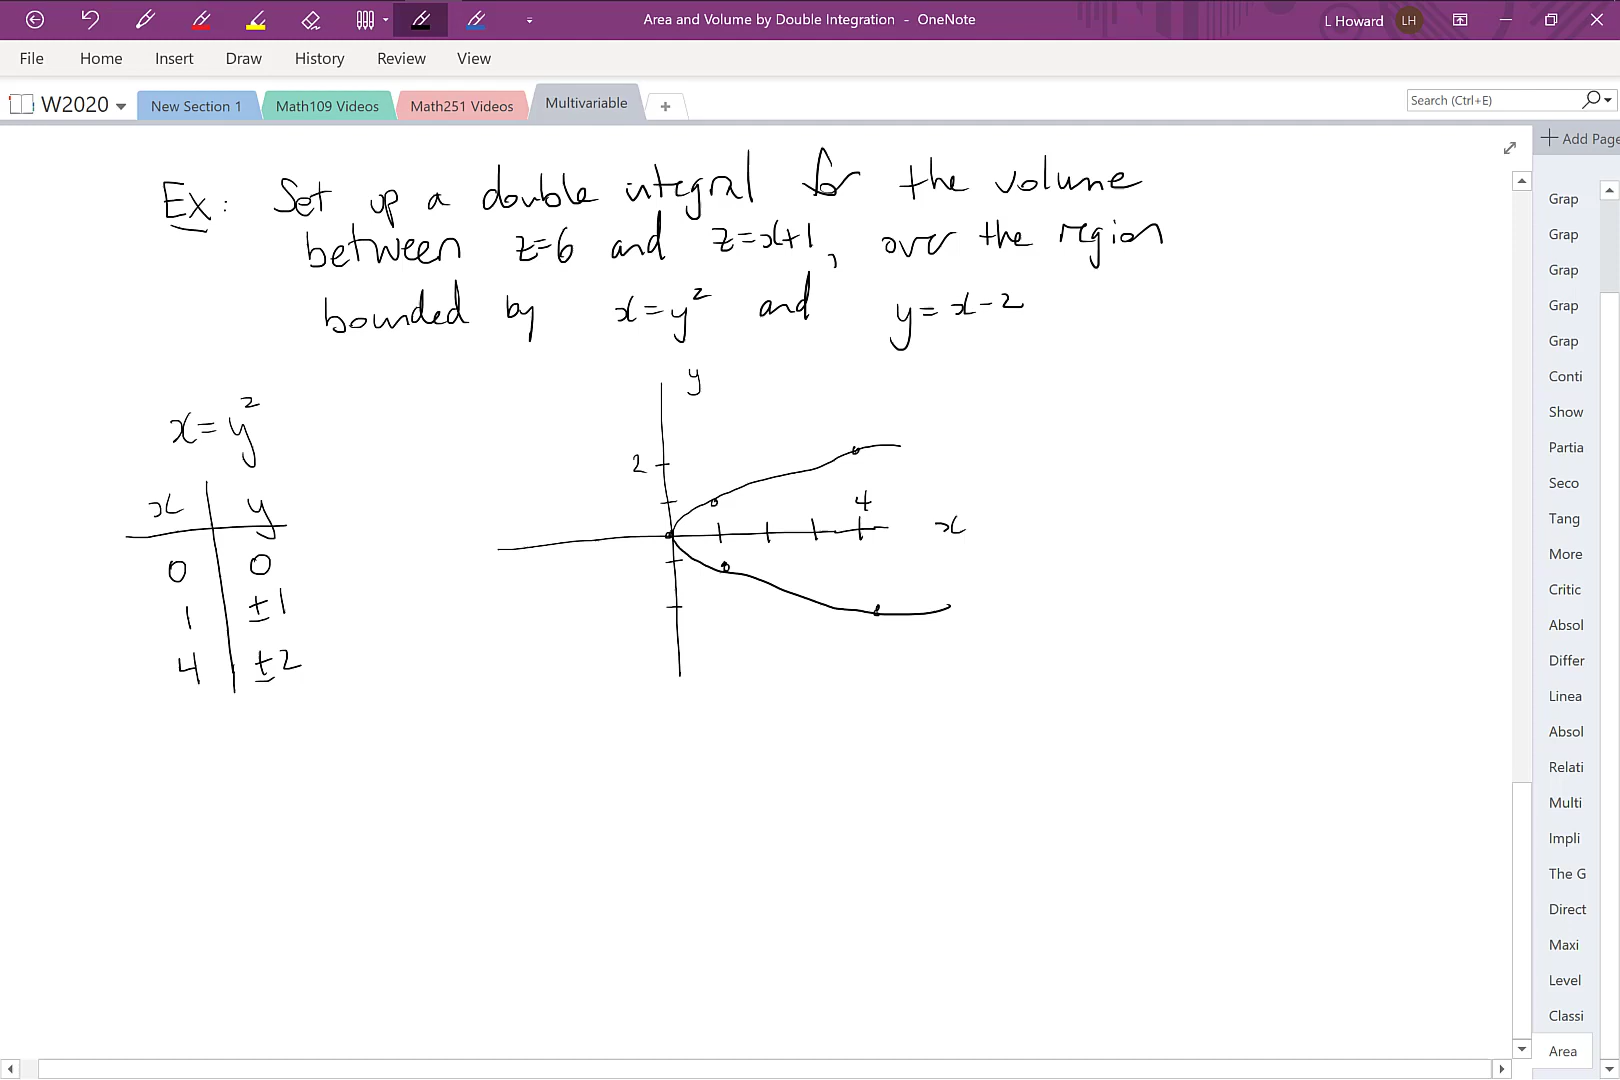 Area and Volume by Double Integration - OneNote
L Howard LH
File Home Insert Draw History Review View
W2020 New Section 1 Math109 Videos Math251 Videos Multivariable
Search (Ctrl+E)
Add Page
Ex: Set up a double integral for the volume
between z=6 and z=x+1, over the region
bounded by x=y² and y=x-2
x=y²
x y
0 0
1 ±1
4 ±2
y
2
4
x
Grap
Grap
Grap
Grap
Grap
Conti
Show
Partia
Seco
Tang
More
Critic
Absol
Differ
Linea
Absol
Relati
Multi
Impli
The G
Direct
Maxi
Level
Classi
Area